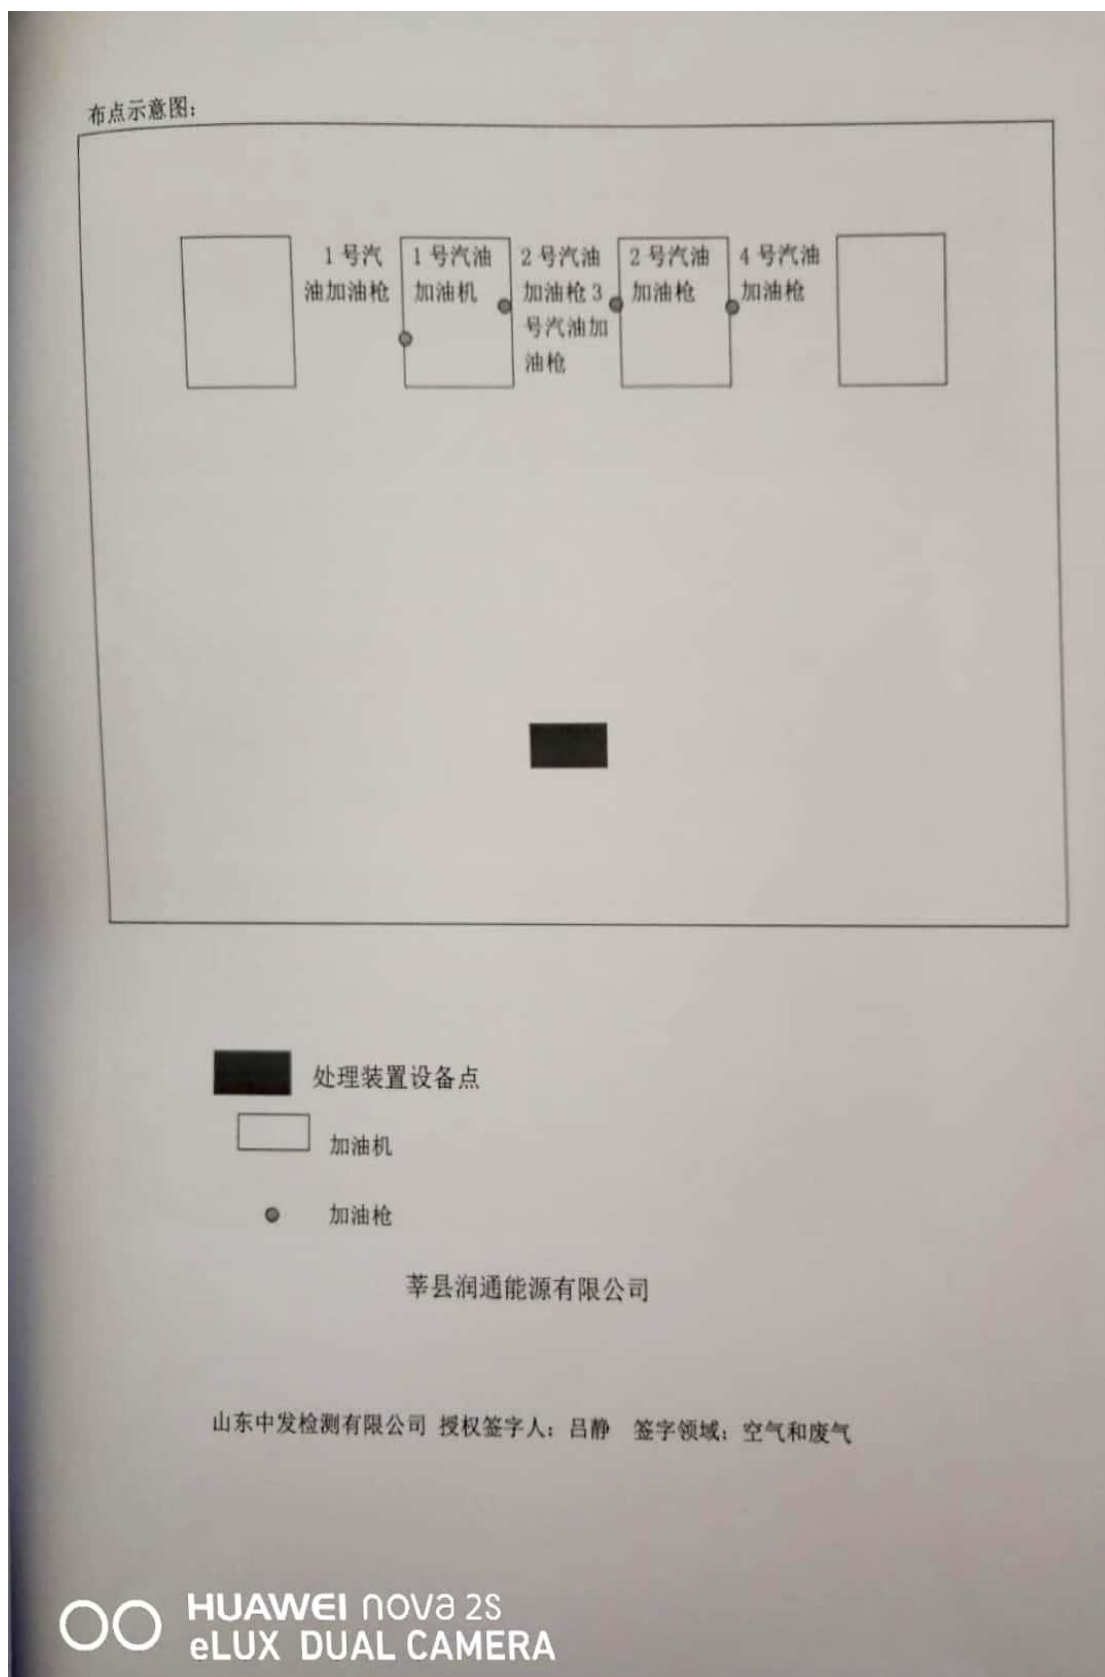 布点示意图：
1 号汽
油加油枪
1 号汽油
加油机
2 号汽油
加油枪 3
号汽油加
油枪
2 号汽油
加油枪
4 号汽油
加油枪
处理装置设备点
加油机
加油枪
莘县润通能源有限公司
山东中发检测有限公司 授权签字人：吕静 签字领域：空气和废气
HUAWEI nova 2S
eLUX DUAL CAMERA